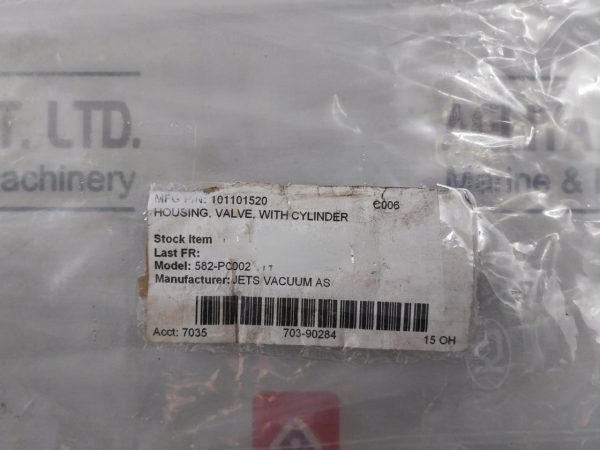 T. LTD.
achinery
Marine &
MFG P/N: 101101520 C006
HOUSING, VALVE, WITH CYLINDER
Stock Item
Last FR:
Model: 582-PC002
Manufacturer: JETS VACUUM AS
Acct: 7035 703-90284 15 OH